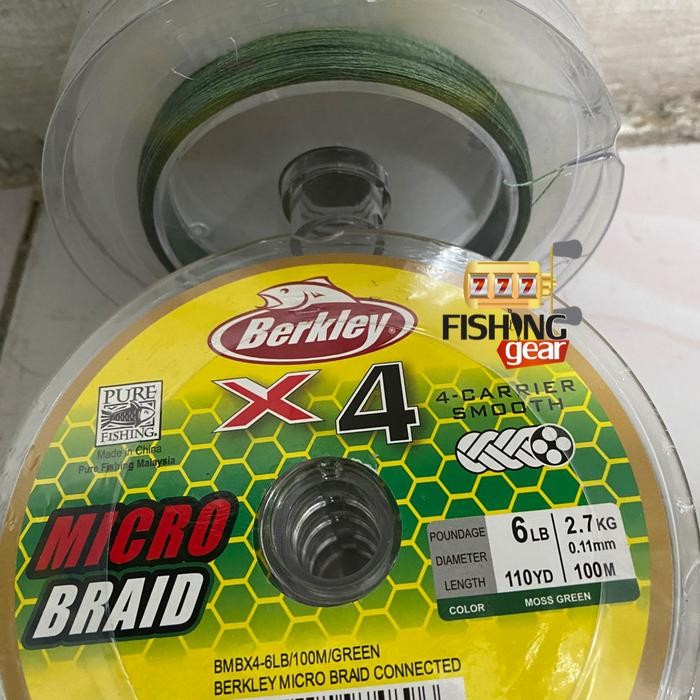 777
FISHING
gear
Berkley®
X4
4-CARRIER
SMOOTH
PURE
FISHING®
Made in China
Pure Fishing Malaysia
MICRO
BRAID
POUNDAGE 6LB 2.7KG
DIAMETER 0.11mm
LENGTH 110YD 100M
COLOR MOSS GREEN
BMBX4-6LB/100M/GREEN
BERKLEY MICRO BRAID CONNECTED